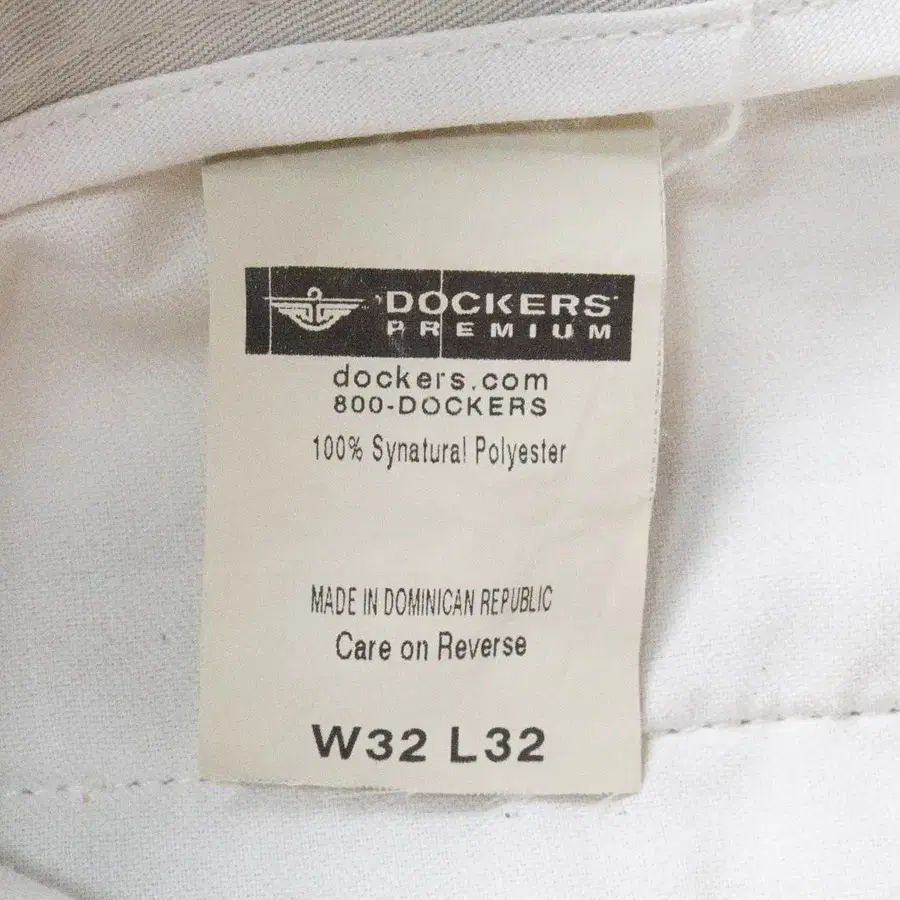 DOCKERS
PREMIUM
dockers.com
800-DOCKERS
100% Synatural Polyester
MADE IN DOMINICAN REPUBLIC
Care on Reverse
W32 L32